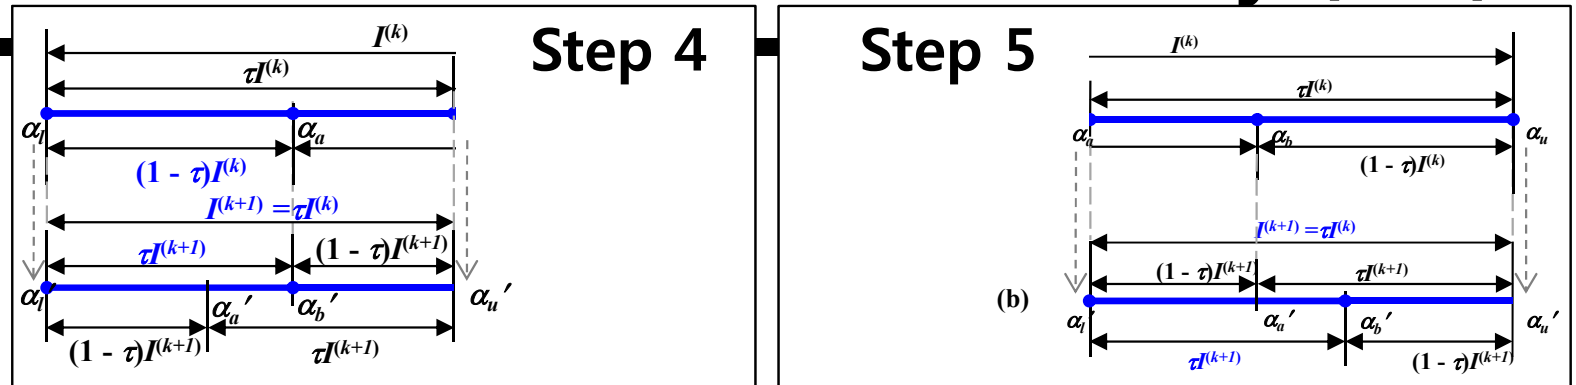 Step 4
I(k)
τI(k)
αl αa
(1 - τ)I(k)
I(k+1) =τI(k)
τI(k+1) (1 - τ)I(k+1)
αl′ αa′ αb′ αu′
(1 - τ)I(k+1) τI(k+1)
Step 5
I(k)
τI(k)
αa αb αu
(1 - τ)I(k)
I(k+1) =τI(k)
(1 - τ)I(k+1) τI(k+1)
(b)
αl′ αa′ αb′ αu′
τI(k+1) (1 - τ)I(k+1)